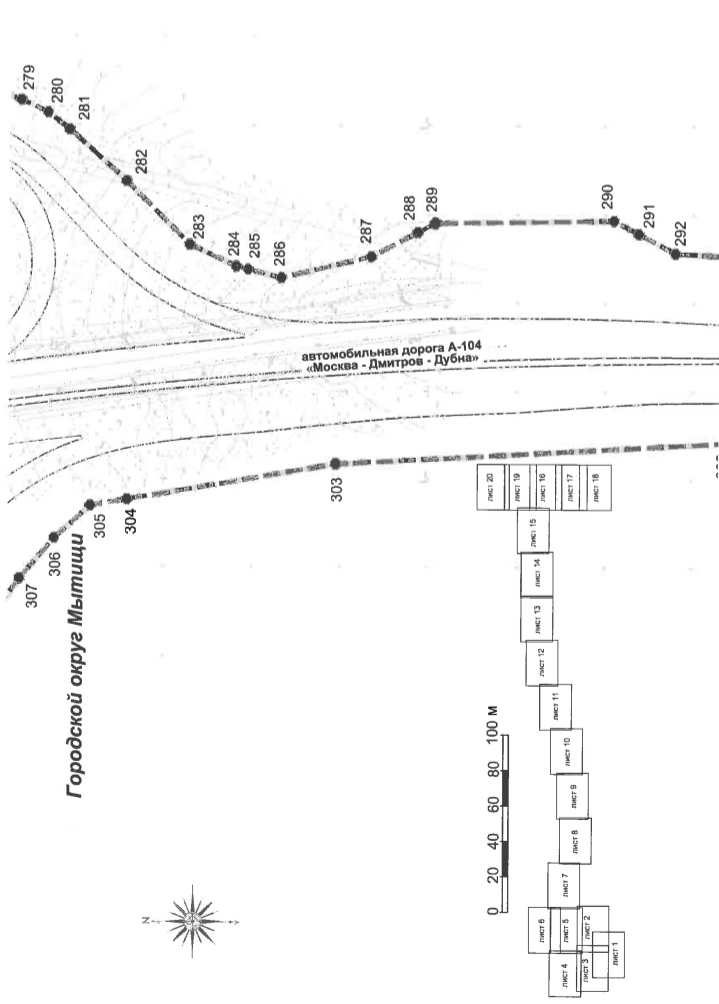 279
280
281
282
283
284
285
286
287
288
289
290
291
292
автомобильная дорога А-104
«Москва - Дмитров - Дубна»
303
304
305
306
307
Городской округ Мытищи
N
0 20 40 60 80 100 м
лист 20
лист 19
лист 16
лист 17
лист 18
лист 15
лист 14
лист 13
лист 12
лист 11
лист 10
лист 9
лист 8
лист 7
лист 6
лист 5
лист 2
лист 4
лист 3
лист 1